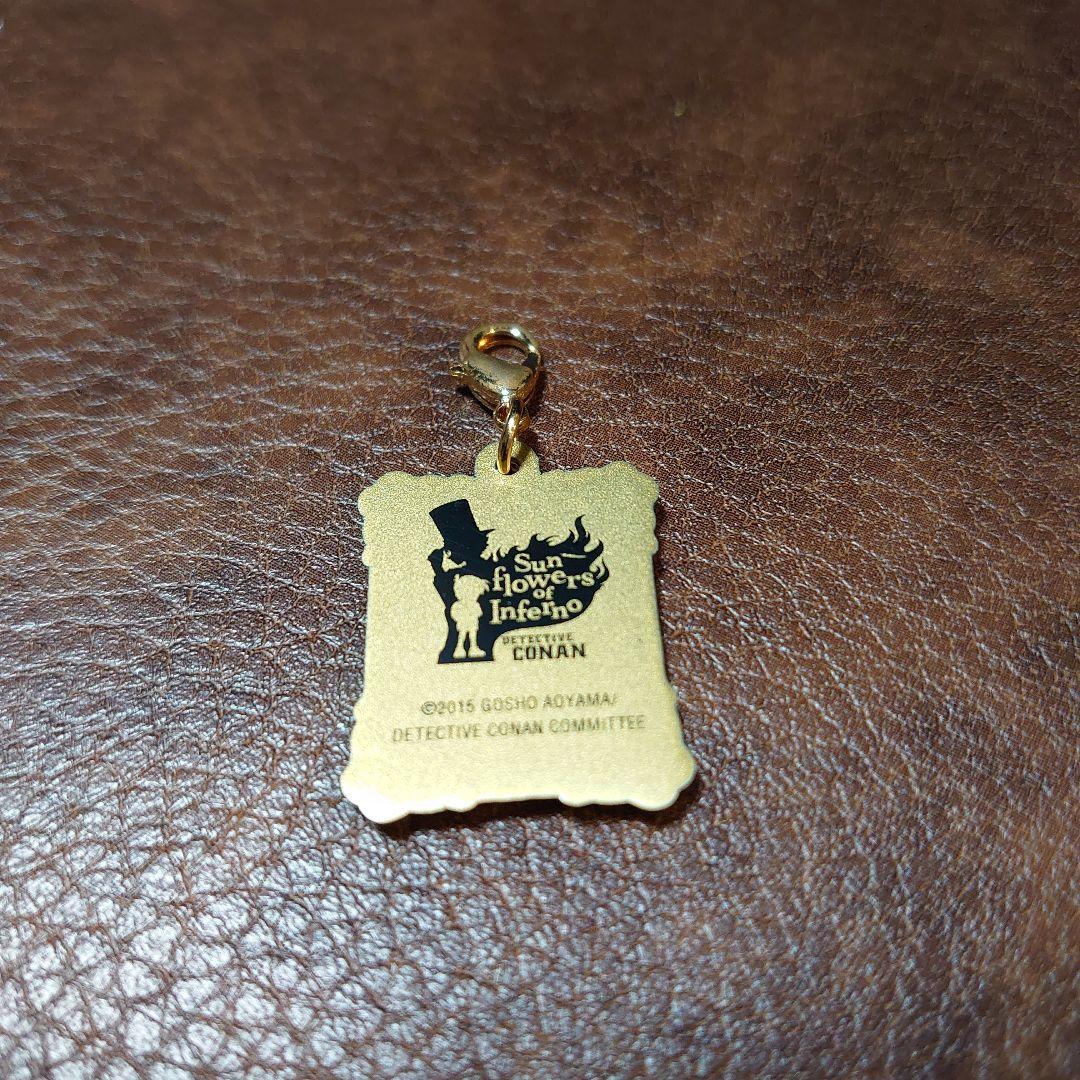 Sun
flowers
of
Inferno
DETECTIVE
CONAN
©2015 GOSHO AOYAMA/
DETECTIVE CONAN COMMITTEE